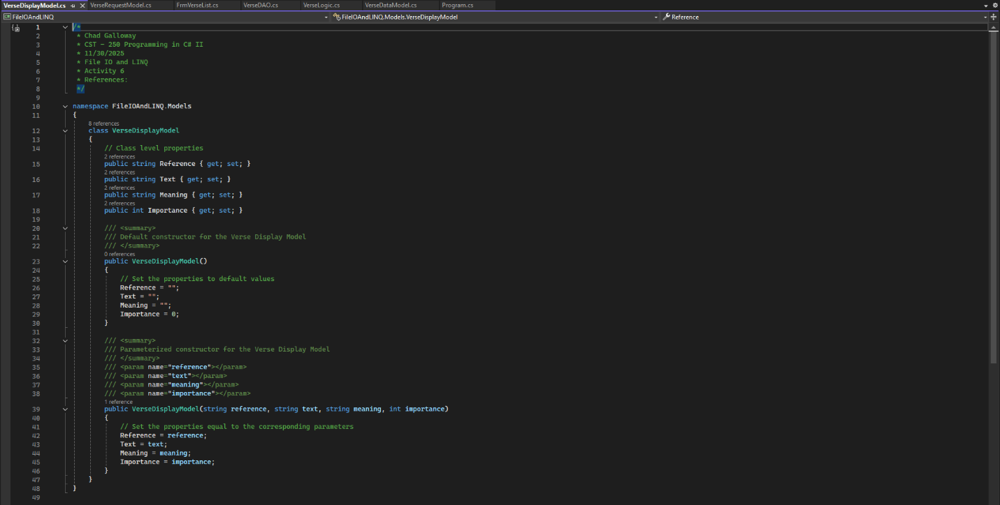 VerseDisplayModel.cs VerseRequestModel.cs FrmVerseList.cs VerseDAO.cs VerseLogic.cs VerseDataModel.cs Program.cs
FileIOAndLINQ FileIOAndLINQ.Models.VerseDisplayModel Reference
1 /*
2 * Chad Galloway
3 * CST - 250 Programming in C# II
4 * 11/30/2025
5 * File IO and LINQ
6 * Activity 6
7 * References:
8 */
9
10 namespace FileIOAndLINQ.Models
11 {
8 references
12 class VerseDisplayModel
13 {
14 // Class level properties
2 references
15 public string Reference { get; set; }
2 references
16 public string Text { get; set; }
2 references
17 public string Meaning { get; set; }
2 references
18 public int Importance { get; set; }
19
20 /// <summary>
21 /// Default constructor for the Verse Display Model
22 /// </summary>
0 references
23 public VerseDisplayModel()
24 {
25 // Set the properties to default values
26 Reference = "";
27 Text = "";
28 Meaning = "";
29 Importance = 0;
30 }
31
32 /// <summary>
33 /// Parameterized constructor for the Verse Display Model
34 /// </summary>
35 /// <param name="reference"></param>
36 /// <param name="text"></param>
37 /// <param name="meaning"></param>
38 /// <param name="importance"></param>
1 reference
39 public VerseDisplayModel(string reference, string text, string meaning, int importance)
40 {
41 // Set the properties equal to the corresponding parameters
42 Reference = reference;
43 Text = text;
44 Meaning = meaning;
45 Importance = importance;
46 }
47 }
48 }
49